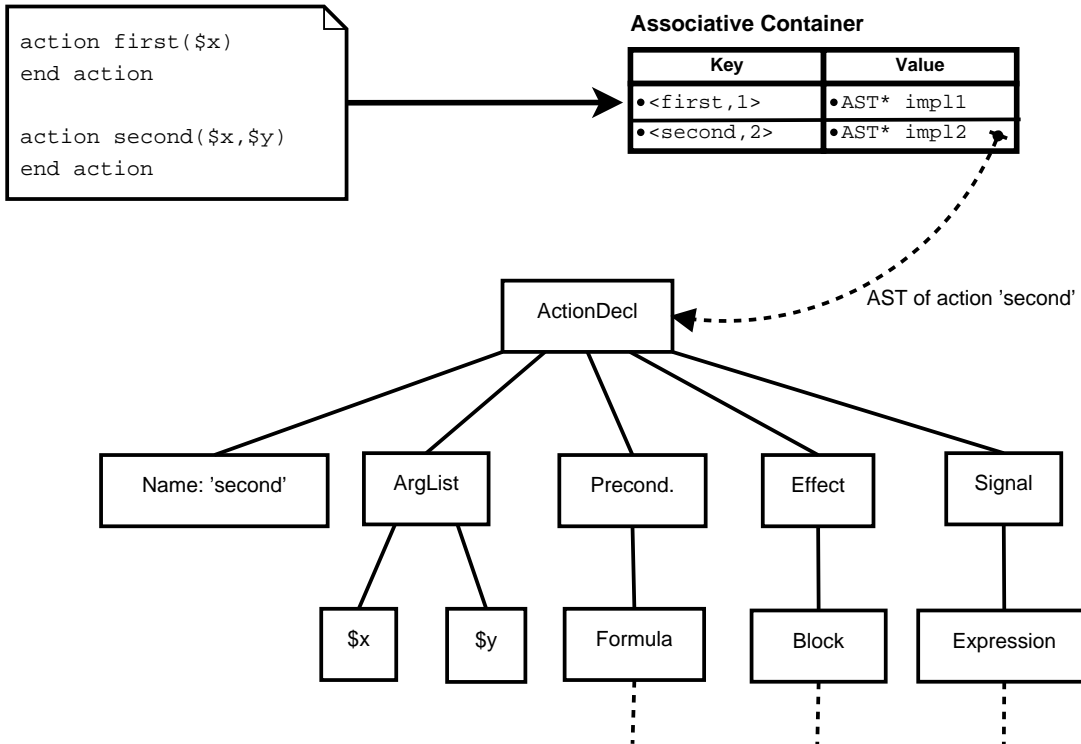 action first($x)
end action
action second($x,$y)
end action
Associative Container
Key Value
•<first,1> •AST* impl1
•<second,2> •AST* impl2
AST of action ’second’
ActionDecl
Name: ’second’ ArgList Precond. Effect Signal
$x $y Formula Block Expression